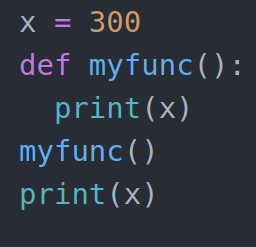 x = 300
def myfunc():
  print(x)
myfunc()
print(x)